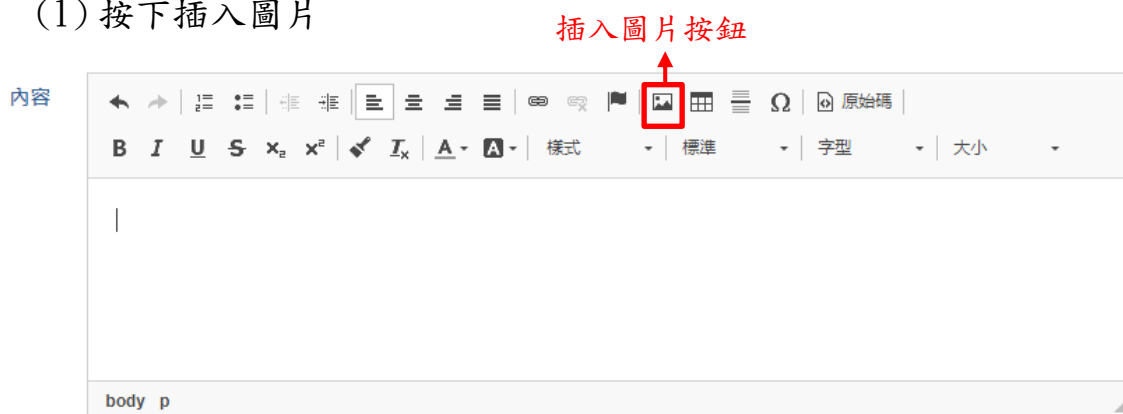 (1)按下插入圖片
插入圖片按鈕
內容
Ω 原始碼
B I U S x₂ x² Iₓ A A 樣式 標準 字型 大小
body p